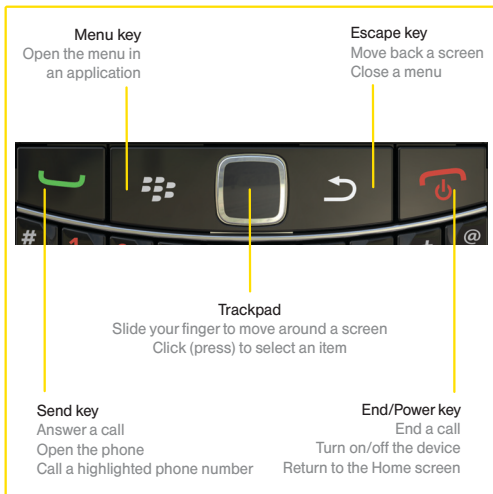 Menu key
Open the menu in
an application
Escape key
Move back a screen
Close a menu
#
@
Trackpad
Slide your finger to move around a screen
Click (press) to select an item
Send key
Answer a call
Open the phone
Call a highlighted phone number
End/Power key
End a call
Turn on/off the device
Return to the Home screen